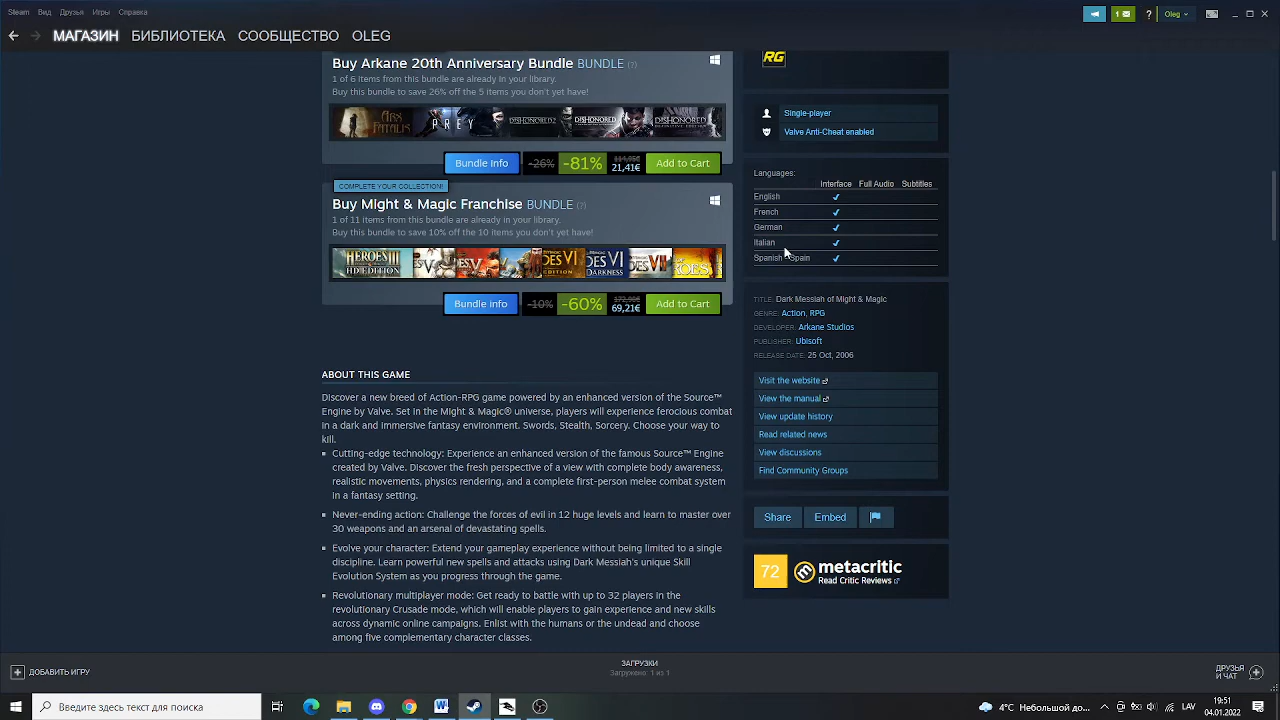 Steam Вид Друзья Игры Справка
1
?
Oleg
МАГАЗИН БИБЛИОТЕКА СООБЩЕСТВО OLEG
Buy Arkane 20th Anniversary Bundle BUNDLE (?)
1 of 6 items from this bundle are already in your library.
Buy this bundle to save 26% off the 5 items you don't yet have!
ARX FATALIS PREY DISHONORED2 DISHONORED DISHONORED
Bundle Info -26% -81% 21,41€ Add to Cart
COMPLETE YOUR COLLECTION!
Buy Might & Magic Franchise BUNDLE (?)
1 of 11 items from this bundle are already in your library.
Buy this bundle to save 10% off the 10 items you don't yet have!
HEROES III HD EDITION
Bundle info -10% -60% 69,21€ Add to Cart
ABOUT THIS GAME
Discover a new breed of Action-RPG game powered by an enhanced version of the Source™
Engine by Valve. Set in the Might & Magic® universe, players will experience ferocious combat
in a dark and immersive fantasy environment. Swords, Stealth, Sorcery. Choose your way to
kill.
Cutting-edge technology: Experience an enhanced version of the famous Source™ Engine
created by Valve. Discover the fresh perspective of a view with complete body awareness,
realistic movements, physics rendering, and a complete first-person melee combat system
in a fantasy setting.
Never-ending action: Challenge the forces of evil in 12 huge levels and learn to master over
30 weapons and an arsenal of devastating spells.
Evolve your character: Extend your gameplay experience without being limited to a single
discipline. Learn powerful new spells and attacks using Dark Messiah's unique Skill
Evolution System as you progress through the game.
Revolutionary multiplayer mode: Get ready to battle with up to 32 players in the
revolutionary Crusade mode, which will enable players to gain experience and new skills
across dynamic online campaigns. Enlist with the humans or the undead and choose
among five complementary character classes.
RG
Single-player
Valve Anti-Cheat enabled
Languages:
Interface Full Audio Subtitles
English ✓
French ✓
German ✓
Italian ✓
Spanish - Spain ✓
TITLE: Dark Messiah of Might & Magic
GENRE: Action, RPG
DEVELOPER: Arkane Studios
PUBLISHER: Ubisoft
RELEASE DATE: 25 Oct, 2006
Visit the website
View the manual
View update history
Read related news
View discussions
Find Community Groups
Share Embed
72 metacritic
Read Critic Reviews
ДОБАВИТЬ ИГРУ
ЗАГРУЗКИ
Загружено: 1 из 1
ДРУЗЬЯ
И ЧАТ
Введите здесь текст для поиска
4°C Небольшой до...
LAV
19:51
04.01.2022